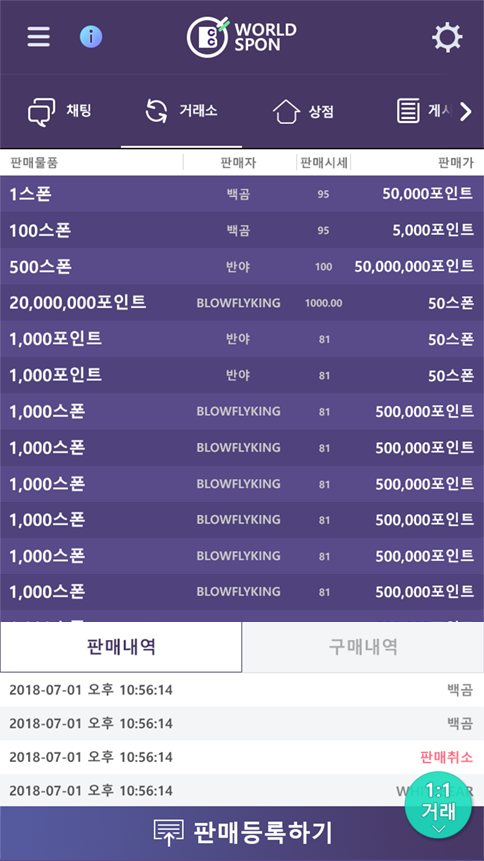 WORLD
SPON
채팅 거래소 상점 게시
판매물품 판매자 판매시세 판매가
1스폰 백곰 95 50,000포인트
100스폰 백곰 95 5,000포인트
500스폰 반야 100 50,000,000포인트
20,000,000포인트 BLOWFLYKING 1000.00 50스폰
1,000포인트 반야 81 50스폰
1,000포인트 반야 81 50스폰
1,000스폰 BLOWFLYKING 81 500,000포인트
1,000스폰 BLOWFLYKING 81 500,000포인트
1,000스폰 BLOWFLYKING 81 500,000포인트
1,000스폰 BLOWFLYKING 81 500,000포인트
1,000스폰 BLOWFLYKING 81 500,000포인트
1,000스폰 BLOWFLYKING 81 500,000포인트
판매내역 구매내역
2018-07-01 오후 10:56:14 백곰
2018-07-01 오후 10:56:14 백곰
2018-07-01 오후 10:56:14 판매취소
2018-07-01 오후 10:56:14
1:1
거래
판매등록하기